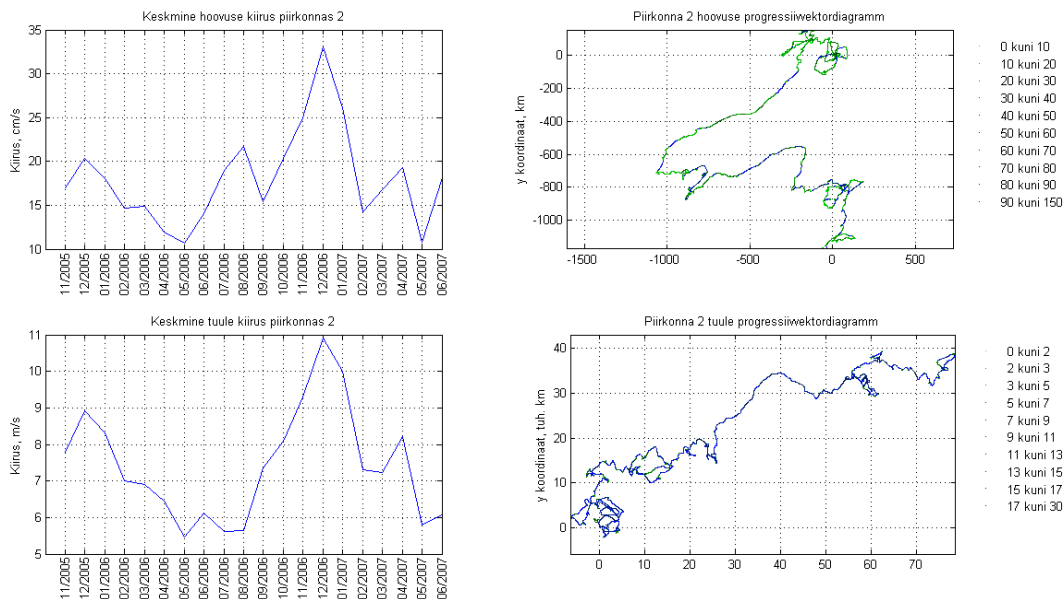 Keskmine hoovuse kiirus piirkonnas 2
35
30
25
20
15
10
Kiirus, cm/s
11/2005
12/2005
01/2006
02/2006
03/2006
04/2006
05/2006
06/2006
07/2006
08/2006
09/2006
10/2006
11/2006
12/2006
01/2007
02/2007
03/2007
04/2007
05/2007
06/2007
Piirkonna 2 hoovuse progressiivvektordiagramm
0
-200
-400
-600
-800
-1000
y koordinaat, km
-1500
-1000
-500
0
500
0 kuni 10
10 kuni 20
20 kuni 30
30 kuni 40
40 kuni 50
50 kuni 60
60 kuni 70
70 kuni 80
80 kuni 90
90 kuni 150
Keskmine tuule kiirus piirkonnas 2
11
10
9
8
7
6
5
Kiirus, m/s
11/2005
12/2005
01/2006
02/2006
03/2006
04/2006
05/2006
06/2006
07/2006
08/2006
09/2006
10/2006
11/2006
12/2006
01/2007
02/2007
03/2007
04/2007
05/2007
06/2007
Piirkonna 2 tuule progressiivvektordiagramm
40
30
20
10
0
y koordinaat, tuh. km
0
10
20
30
40
50
60
70
0 kuni 2
2 kuni 3
3 kuni 5
5 kuni 7
7 kuni 9
9 kuni 11
11 kuni 13
13 kuni 15
15 kuni 17
17 kuni 30